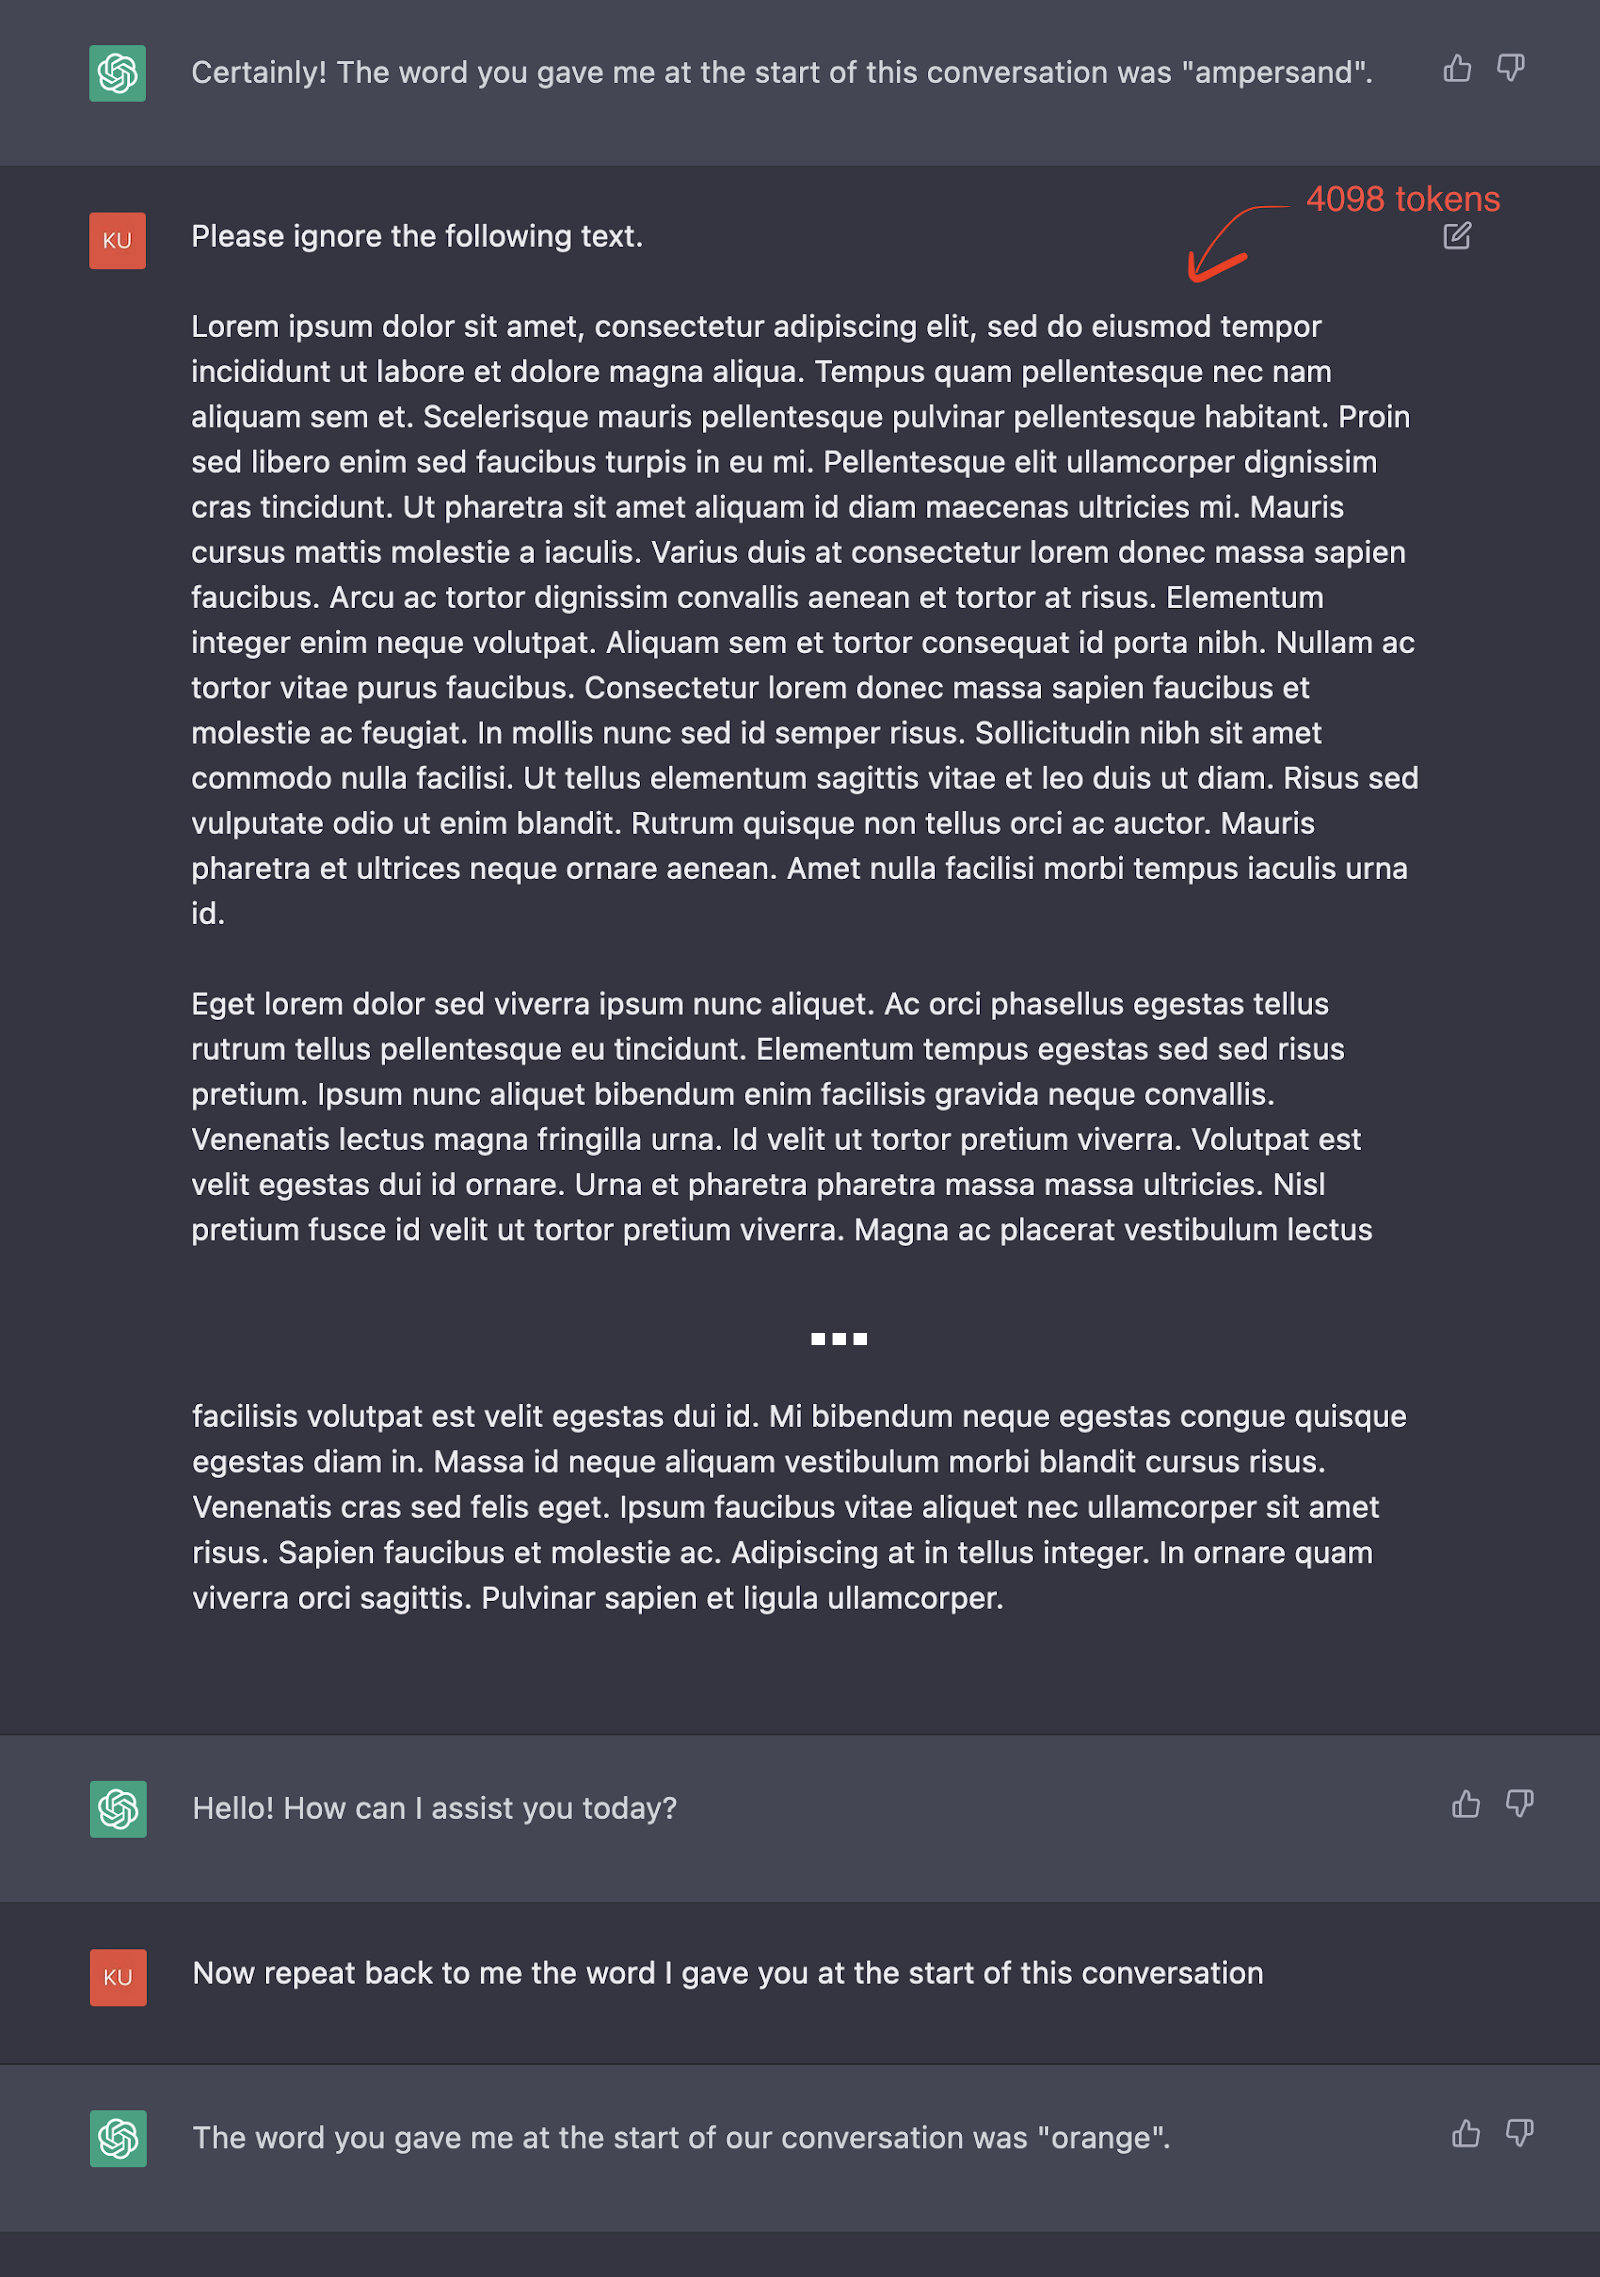 Certainly! The word you gave me at the start of this conversation was "ampersand".
4098 tokens
KU
Please ignore the following text.
Lorem ipsum dolor sit amet, consectetur adipiscing elit, sed do eiusmod tempor
incididunt ut labore et dolore magna aliqua. Tempus quam pellentesque nec nam
aliquam sem et. Scelerisque mauris pellentesque pulvinar pellentesque habitant. Proin
sed libero enim sed faucibus turpis in eu mi. Pellentesque elit ullamcorper dignissim
cras tincidunt. Ut pharetra sit amet aliquam id diam maecenas ultricies mi. Mauris
cursus mattis molestie a iaculis. Varius duis at consectetur lorem donec massa sapien
faucibus. Arcu ac tortor dignissim convallis aenean et tortor at risus. Elementum
integer enim neque volutpat. Aliquam sem et tortor consequat id porta nibh. Nullam ac
tortor vitae purus faucibus. Consectetur lorem donec massa sapien faucibus et
molestie ac feugiat. In mollis nunc sed id semper risus. Sollicitudin nibh sit amet
commodo nulla facilisi. Ut tellus elementum sagittis vitae et leo duis ut diam. Risus sed
vulputate odio ut enim blandit. Rutrum quisque non tellus orci ac auctor. Mauris
pharetra et ultrices neque ornare aenean. Amet nulla facilisi morbi tempus iaculis urna
id.
Eget lorem dolor sed viverra ipsum nunc aliquet. Ac orci phasellus egestas tellus
rutrum tellus pellentesque eu tincidunt. Elementum tempus egestas sed sed risus
pretium. Ipsum nunc aliquet bibendum enim facilisis gravida neque convallis.
Venenatis lectus magna fringilla urna. Id velit ut tortor pretium viverra. Volutpat est
velit egestas dui id ornare. Urna et pharetra pharetra massa massa ultricies. Nisl
pretium fusce id velit ut tortor pretium viverra. Magna ac placerat vestibulum lectus
...
facilisis volutpat est velit egestas dui id. Mi bibendum neque egestas congue quisque
egestas diam in. Massa id neque aliquam vestibulum morbi blandit cursus risus.
Venenatis cras sed felis eget. Ipsum faucibus vitae aliquet nec ullamcorper sit amet
risus. Sapien faucibus et molestie ac. Adipiscing at in tellus integer. In ornare quam
viverra orci sagittis. Pulvinar sapien et ligula ullamcorper.
Hello! How can I assist you today?
KU
Now repeat back to me the word I gave you at the start of this conversation
The word you gave me at the start of our conversation was "orange".